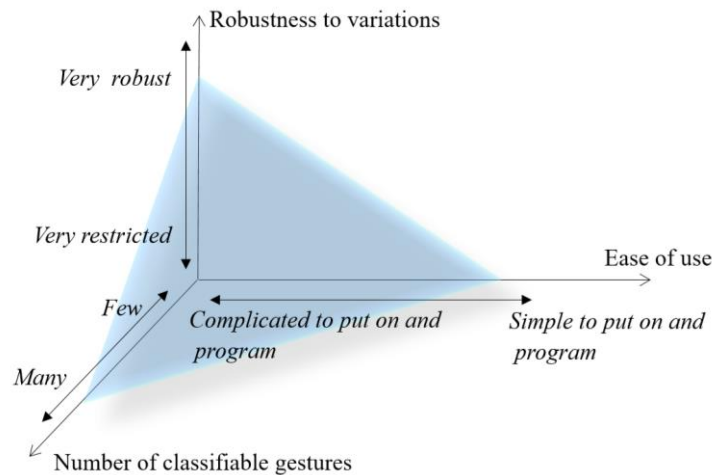 Robustness to variations
Very robust
Very restricted
Ease of use
Few
Complicated to put on and
program
Simple to put on and
program
Many
Number of classifiable gestures